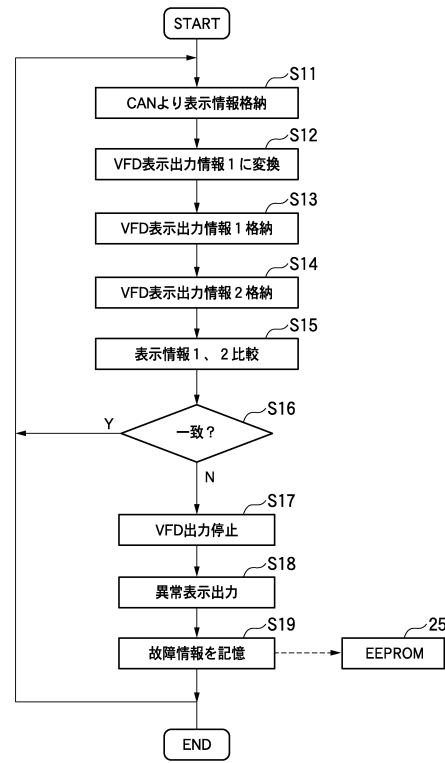 START
S11
CANより表示情報格納
S12
VFD表示出力情報1に変換
S13
VFD表示出力情報1格納
S14
VFD表示出力情報2格納
S15
表示情報1、2比較
S16
一致?
Y
N
S17
VFD出力停止
S18
異常表示出力
S19
故障情報を記憶
25
EEPROM
END